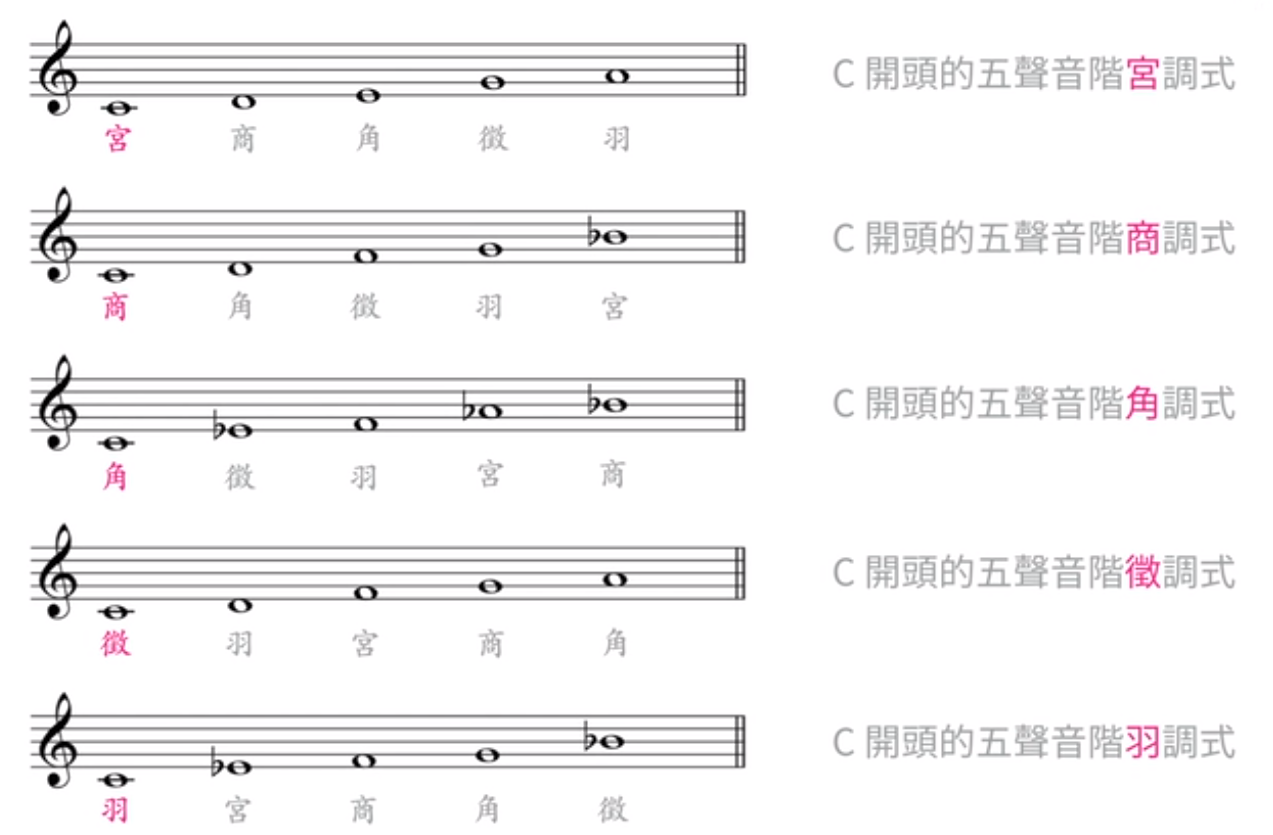 C 開頭的五聲音階宮調式
宮 商 角 徵 羽
C 開頭的五聲音階商調式
商 角 徵 羽 宮
C 開頭的五聲音階角調式
角 徵 羽 宮 商
C 開頭的五聲音階徵調式
徵 羽 宮 商 角
C 開頭的五聲音階羽調式
羽 宮 商 角 徵